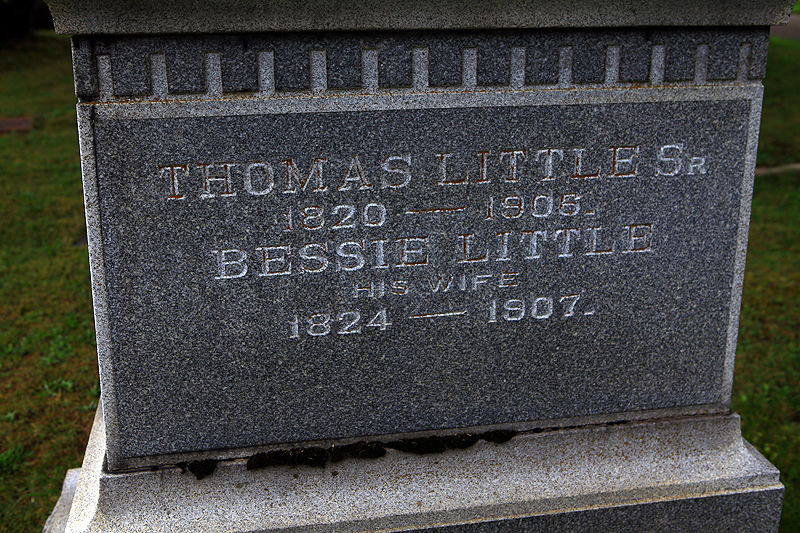 THOMAS LITTLE SR
1820 — 1905.
BESSIE LITTLE
HIS WIFE
1824 — 1907.